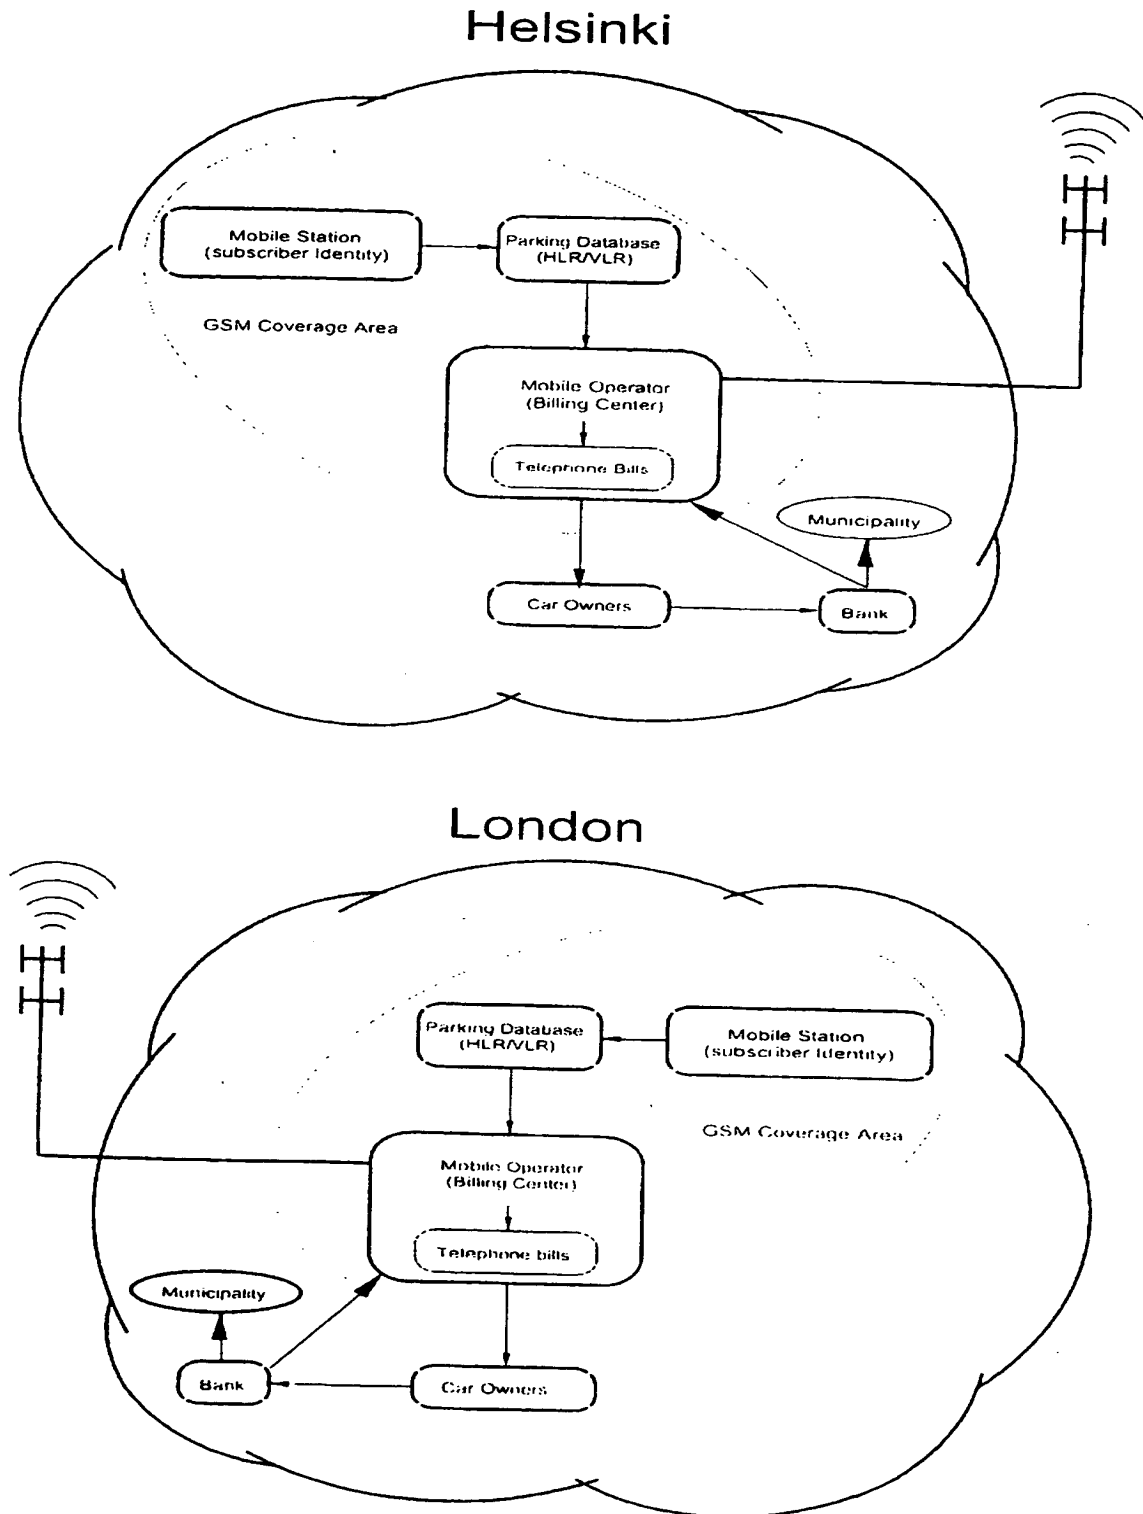 Helsinki
Mobile Station
(subscriber Identity)
Parking Database
(HLR/VLR)
GSM Coverage Area
Mobile Operator
(Billing Center)
Telephone Bills
Municipality
Car Owners
Bank
London
Parking Database
(HLR/VLR)
Mobile Station
(subscriber Identity)
GSM Coverage Area
Mobile Operator
(Billing Center)
Telephone bills
Municipality
Bank
Car Owners